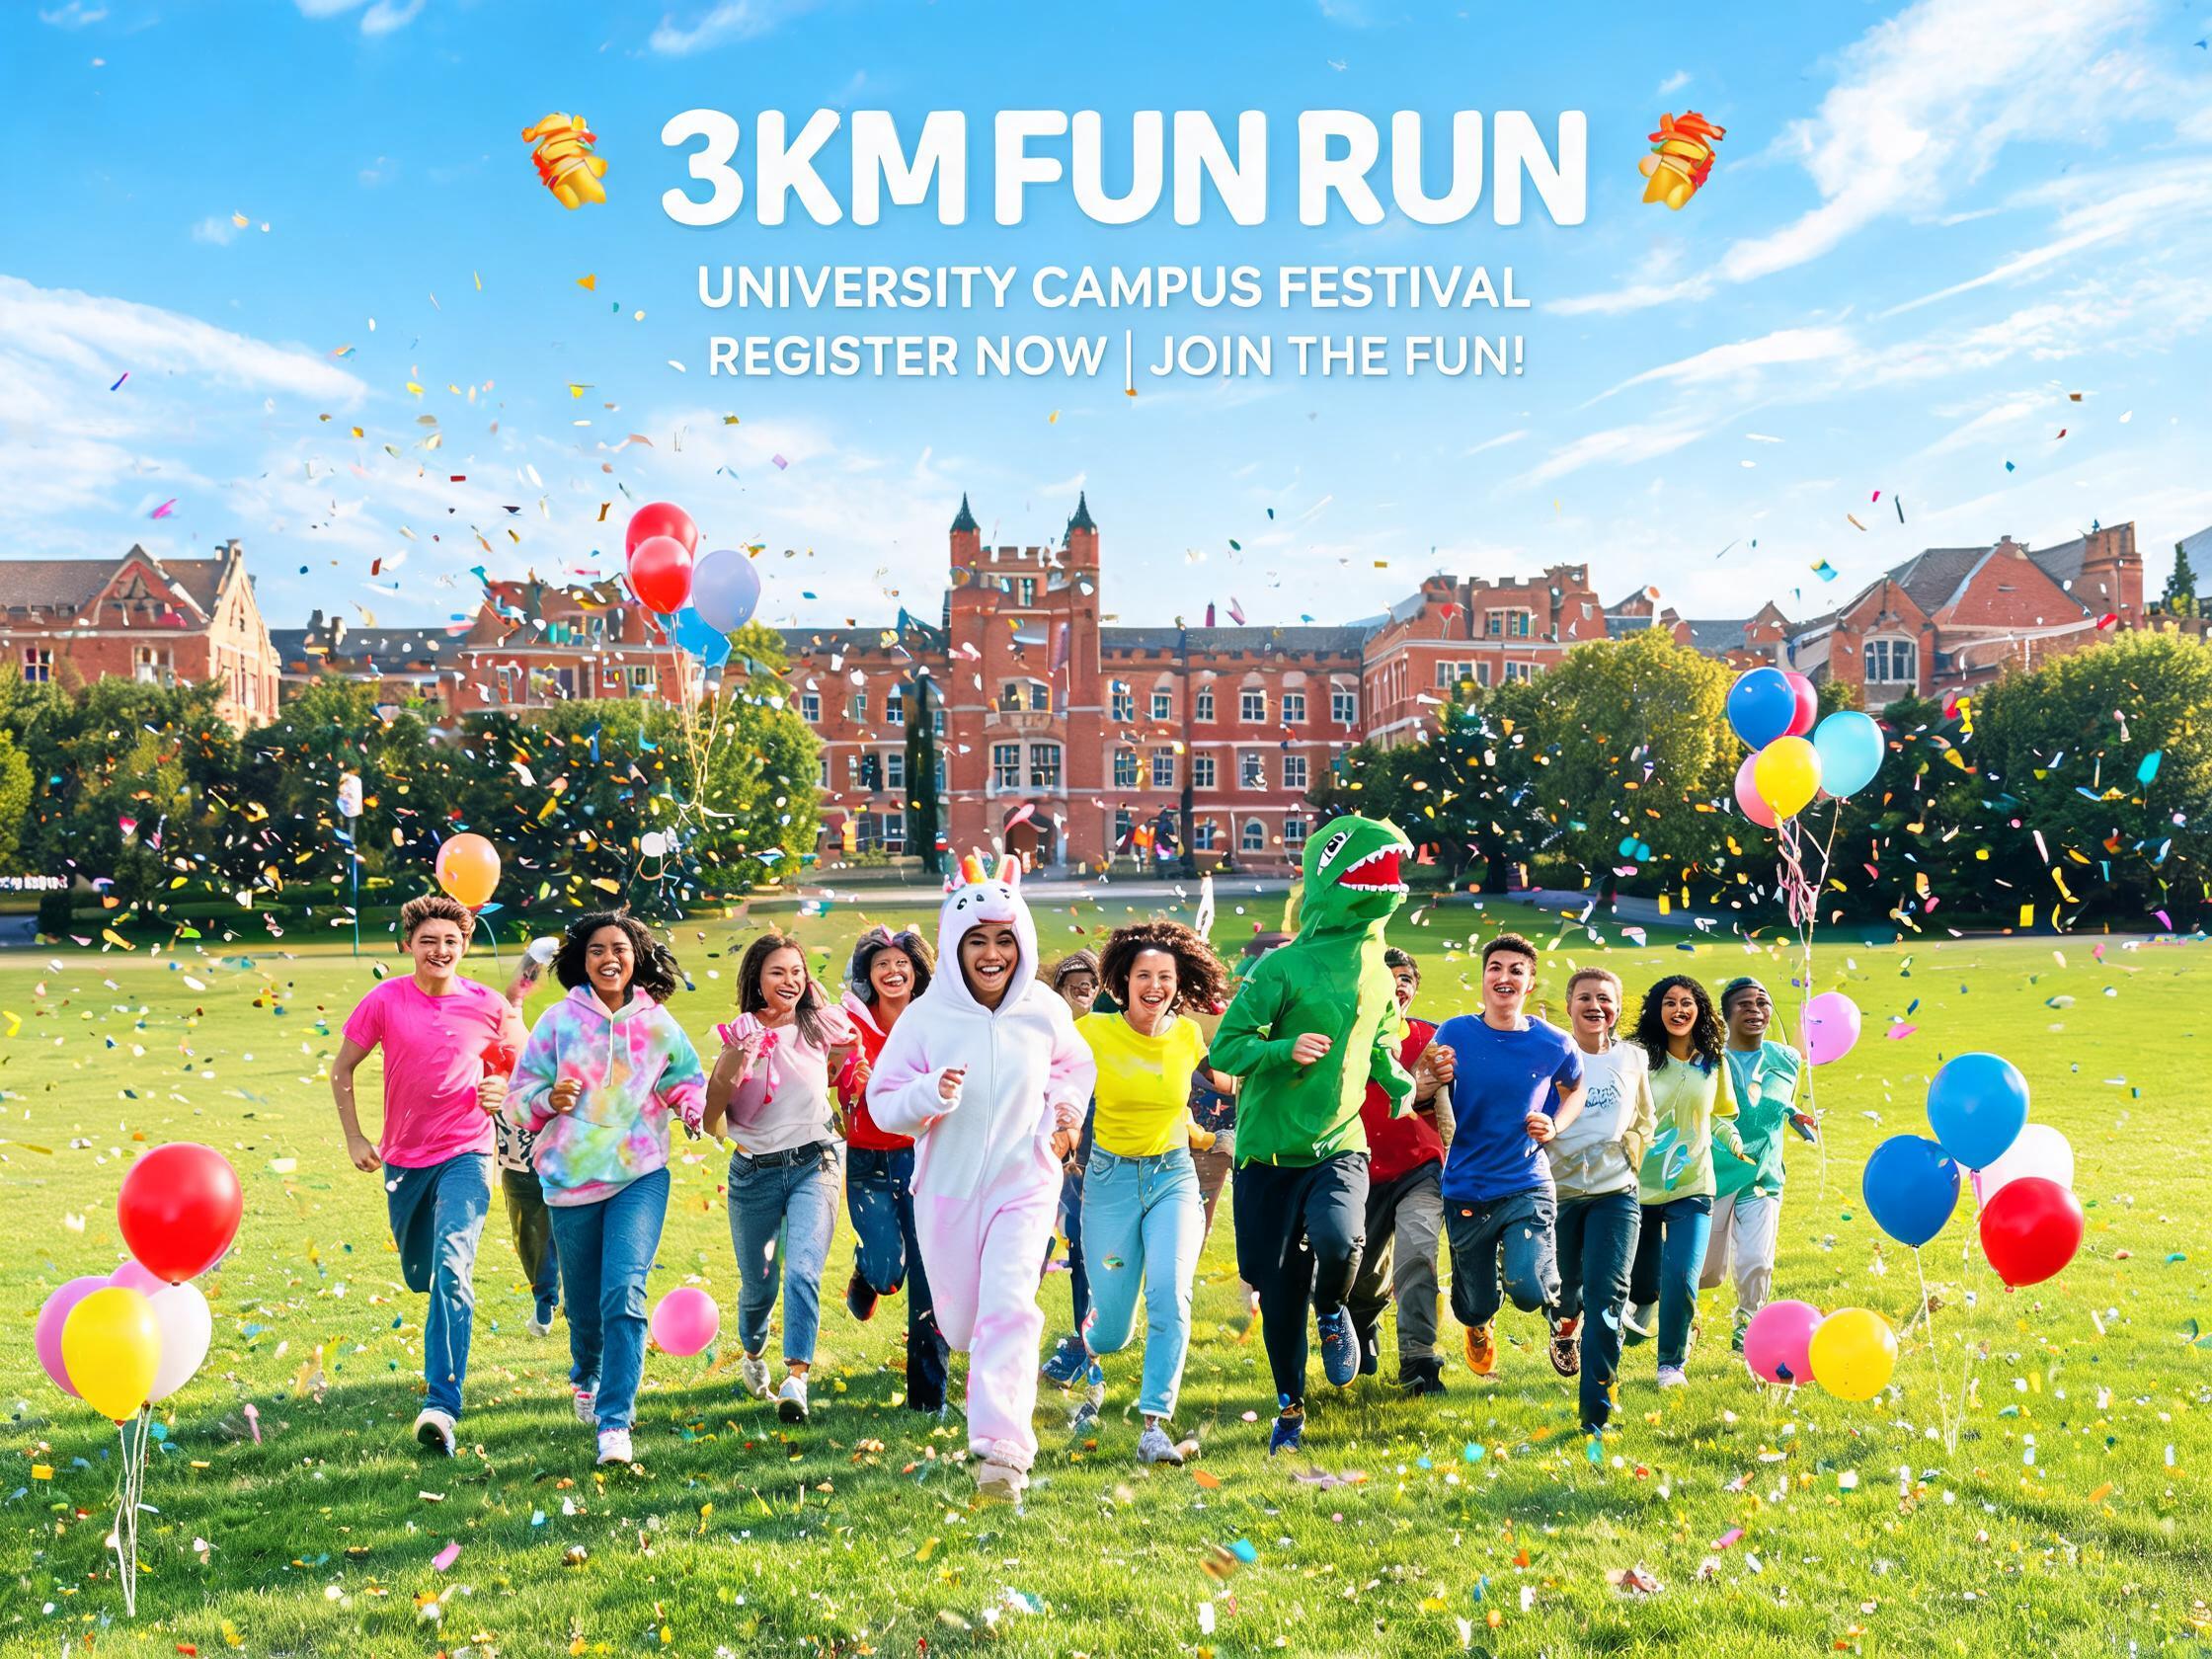 3KM FUN RUN
UNIVERSITY CAMPUS FESTIVAL
REGISTER NOW | JOIN THE FUN!